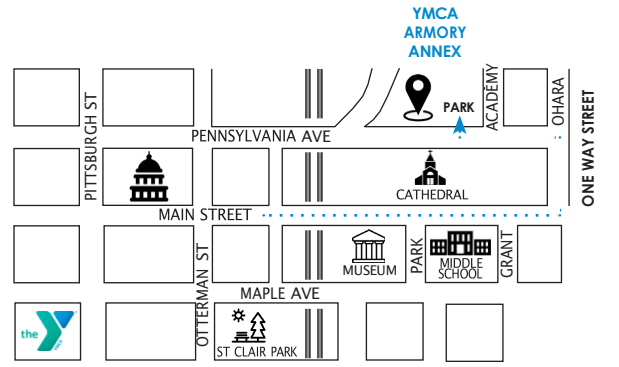 YMCA
ARMORY
ANNEX
PITTSBURGH ST
PARK
ACADEMY
OHARA
ONE WAY STREET
PENNSYLVANIA AVE
CATHEDRAL
MAIN STREET
OTTERMAN ST
MUSEUM
PARK
MIDDLE
SCHOOL
GRANT
MAPLE AVE
the Y
YMCA
ST CLAIR PARK